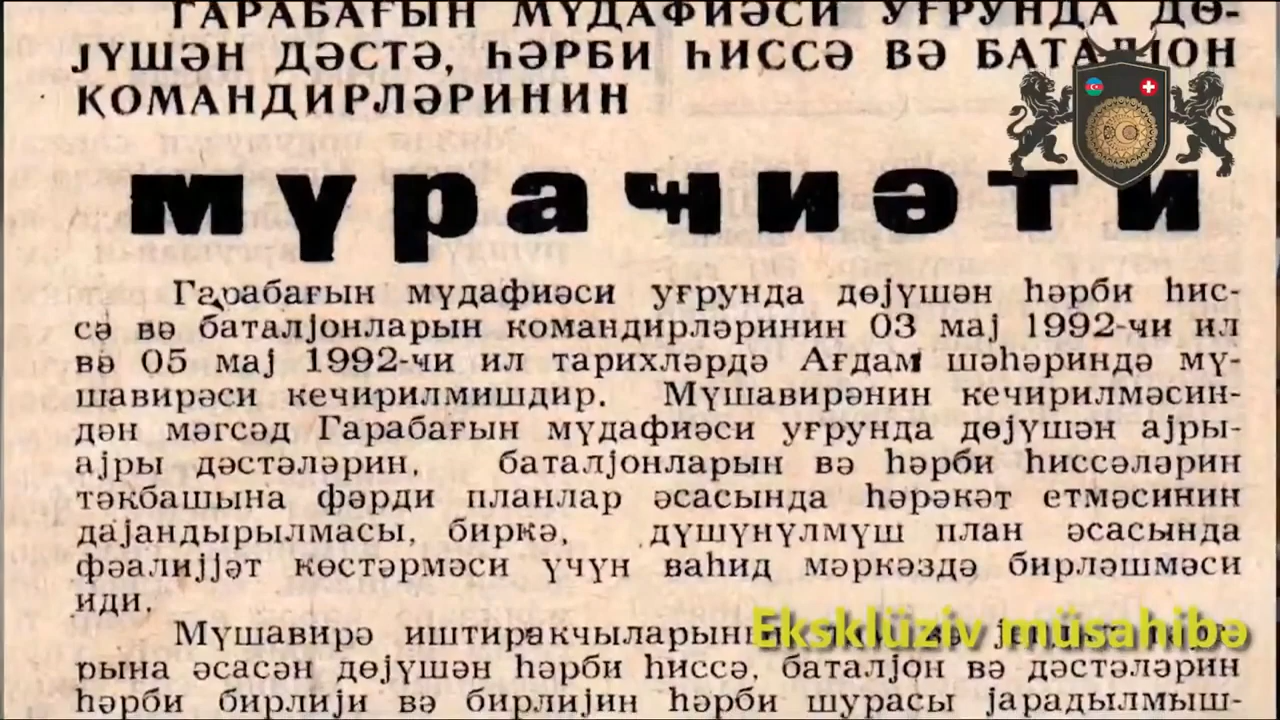 ГАРАБАҒЫН МҮДАФИӘСИ УҒРУНДА ДӨ-
ЈҮШӘН ДӘСТӘ, ҺӘРБИ ҺИССӘ ВӘ БАТАЛЈОН
КОМАНДИРЛӘРИНИН
МҮРАҸИӘТИ
Гарабағын мүдафиәси уғрунда дөјүшән һәрби һис-
сә вә баталјонларын командирләринин 03 мај 1992-чи ил
вә 05 мај 1992-чи ил тарихләрдә Ағдам шәһәриндә мү-
шавирәси кечирилмишдир. Мүшавирәнин кечирилмәсин-
дән мәгсәд Гарабағын мүдафиәси уғрунда дөјүшән ајры-
ајры дәстәләрин, баталјонларын вә һәрби һиссәләрин
тәкбашына фәрди планлар әсасында һәрәкәт етмәсинин
дајандырылмасы, биркә, дүшүнүлмүш план әсасында
фәалијјәт көстәрмәси үчүн ваһид мәркәздә бирләшмәси
иди.
Мүшавирә иштиракчыларынын
Eksklüziv müsahibə
рына әсасән дөјүшән һәрби һиссә, баталјон вә дәстәләрин
һәрби бирлији вә бирлијин һәрби шурасы јарадылмыш-